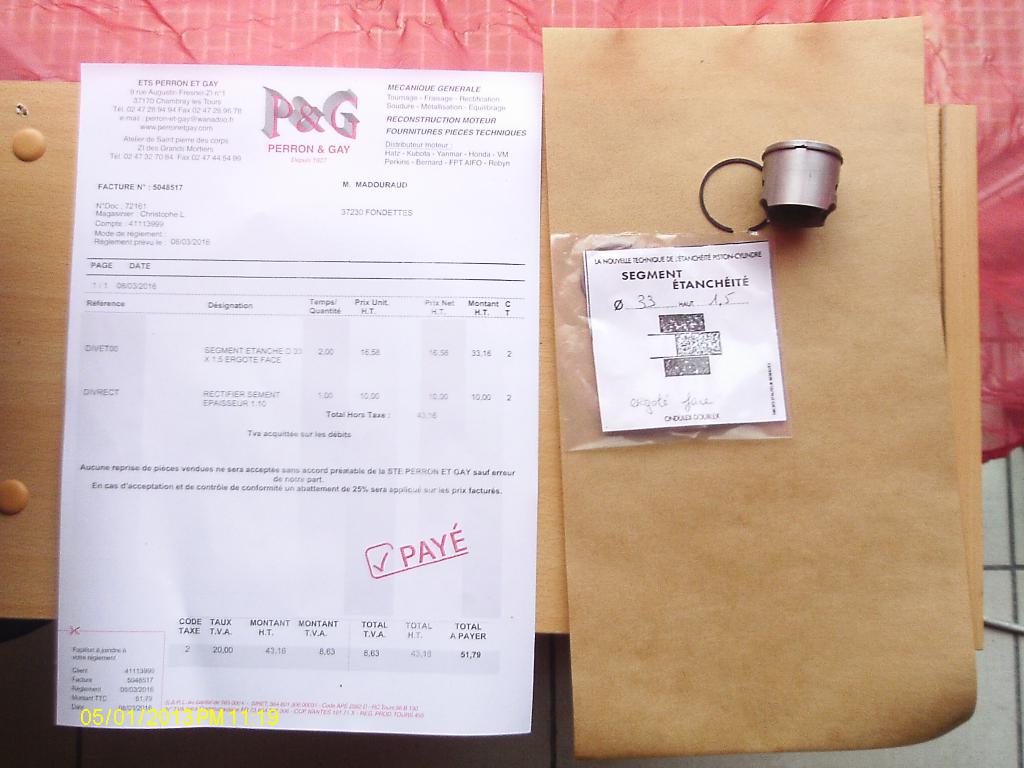 ETS PERRON ET GAY
9 rue Augustin Fresnel-ZI n°1
37170 Chambray les Tours
Tél. 02 47 28 94 94 Fax 02 47 28 96 78
e.mail : perron-et-gay@wanadoo.fr
www.perronetgay.com
Atelier de Saint pierre des corps
ZI des Grands Mortiers
Tél. 02 47 32 70 84 Fax 02 47 44 54 99
P&G
PERRON & GAY
Depuis 1927
MECANIQUE GENERALE
Tournage - Fraisage - Rectification
Soudure - Métallisation - Equilibrage
RECONSTRUCTION MOTEUR
FOURNITURES PIECES TECHNIQUES
Distributeur moteur :
Hatz - Kubota - Yanmar - Honda - VM
Perkins - Bernard - FPT AIFO - Robyn
FACTURE N° : 5048517
M. MADOURAUD
37230 FONDETTES
N°Doc : 72161
Magasinier : Christophe L.
Compte : 41113999
Mode de règlement :
Règlement prévu le : 08/03/2016
PAGE DATE
1 / 1 08/03/2016
Référence Désignation Temps/ Quantité Prix Unit. H.T. Prix Net H.T. Montant H.T. C T
DIVET00 SEGMENT ETANCHE D 33 2,00 16,58 16,58 33,16 2
X 1,5 ERGOTE FACE
DIVRECT RECTIFIER SEMENT 1,00 10,00 10,00 10,00 2
EPAISSEUR 1.10
Total Hors Taxe : 43,16
Tva acquittée sur les débits
Aucune reprise de pièces vendues ne sera acceptée sans accord préalable de la STE PERRON ET GAY sauf erreur
de notre part.
En cas d'acceptation et de contrôle de conformité un abattement de 25% sera appliqué sur les prix facturés.
PAYÉ
CODE TAXE TAUX T.V.A. MONTANT H.T. MONTANT T.V.A. TOTAL T.V.A. TOTAL H.T. TOTAL A PAYER
2 20,00 43,16 8,63 8,63 43,16 51,79
Papillon à joindre à
votre règlement
Client 41113999
Facture 5048517
Règlement 08/03/2016
Montant TTC 51,79
Date 08/03/2016
05/01/2013PM11:19
LA NOUVELLE TECHNIQUE DE L'ÉTANCHÉITÉ PISTON-CYLINDRE
SEGMENT
ÉTANCHÉITÉ
Ø 33 HAUT. 1,5
ergoté face